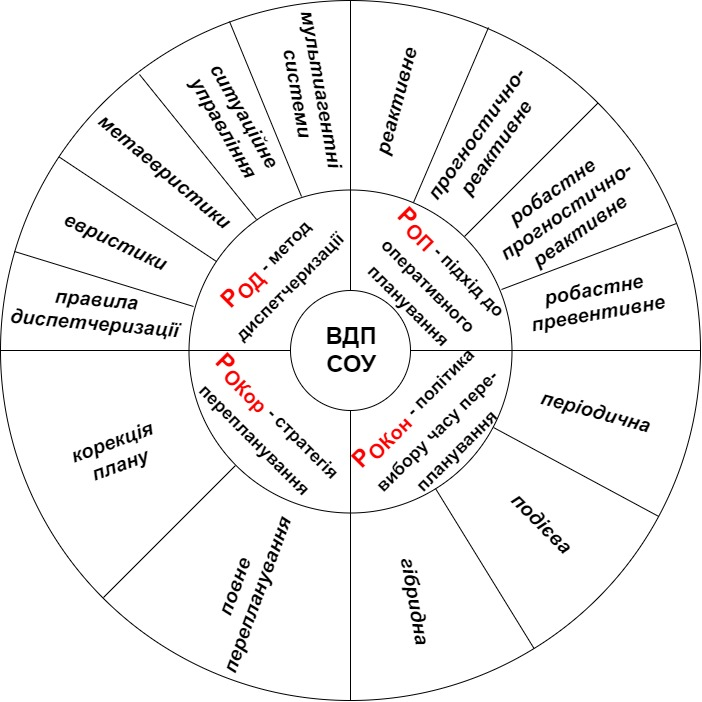 мультиагентні
системи
ситуаційне
управління
метаевристики
евристики
правила
диспетчеризації
реактивне
прогностично-
реактивне
робастне
прогностично-
реактивне
робастне
превентивне
РОД - метод
диспетчеризації
РОП - підхід до
оперативного
планування
ВДП
СОУ
РОКор - стратегія
перепланування
РОКон - політика
вибору часу пере-
планування
корекція
плану
повне
перепланування
гібридна
подієва
періодична